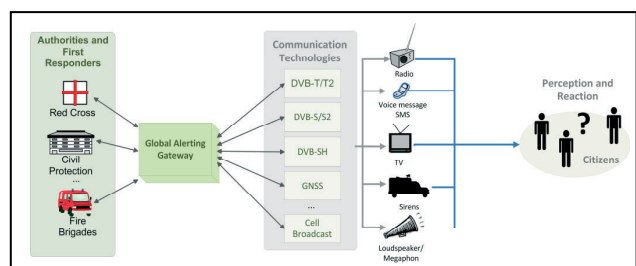 Authorities and
First
Responders
Red Cross
Civil
Protection
...
Fire
Brigades
Global Alerting
Gateway
Communication
Technologies
DVB-T/T2
DVB-S/S2
DVB-SH
GNSS
...
Cell
Broadcast
Radio
Voice message
SMS
TV
Sirens
Loudspeaker/
Megaphon
Perception and
Reaction
?
Citizens